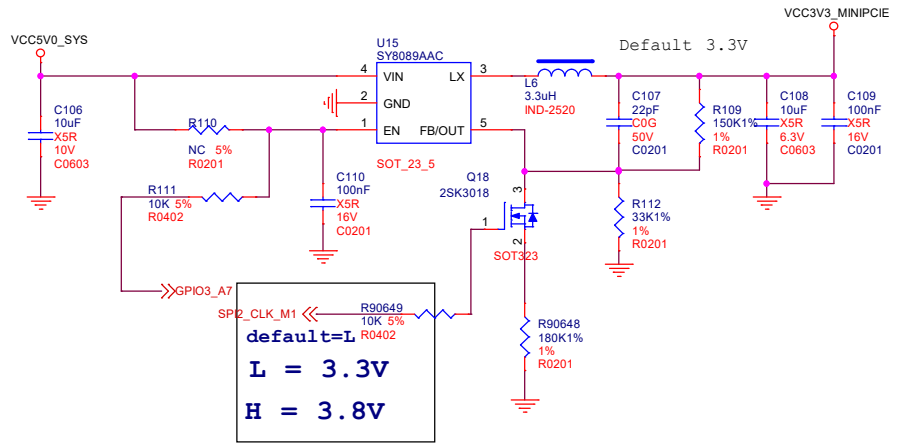 VCC3V3_MINIPCIE
VCC5V0_SYS
U15
SY8089AAC
Default 3.3V
4 VIN LX 3
2 GND
1 EN FB/OUT 5
SOT_23_5
L6
3.3uH
IND-2520
C106
10uF
X5R
10V
C0603
R110
NC 5%
R0201
C107
22pF
C0G
50V
C0201
R109
150K1%
1%
R0201
C108
10uF
X5R
6.3V
C0603
C109
100nF
X5R
16V
C0201
R111
10K 5%
R0402
C110
100nF
X5R
16V
C0201
Q18
2SK3018
3
1
2
SOT323
R112
33K1%
1%
R0201
GPIO3_A7
SPI2_CLK_M1
R90649
10K 5%
R0402
default=L
L = 3.3V
H = 3.8V
R90648
180K1%
1%
R0201